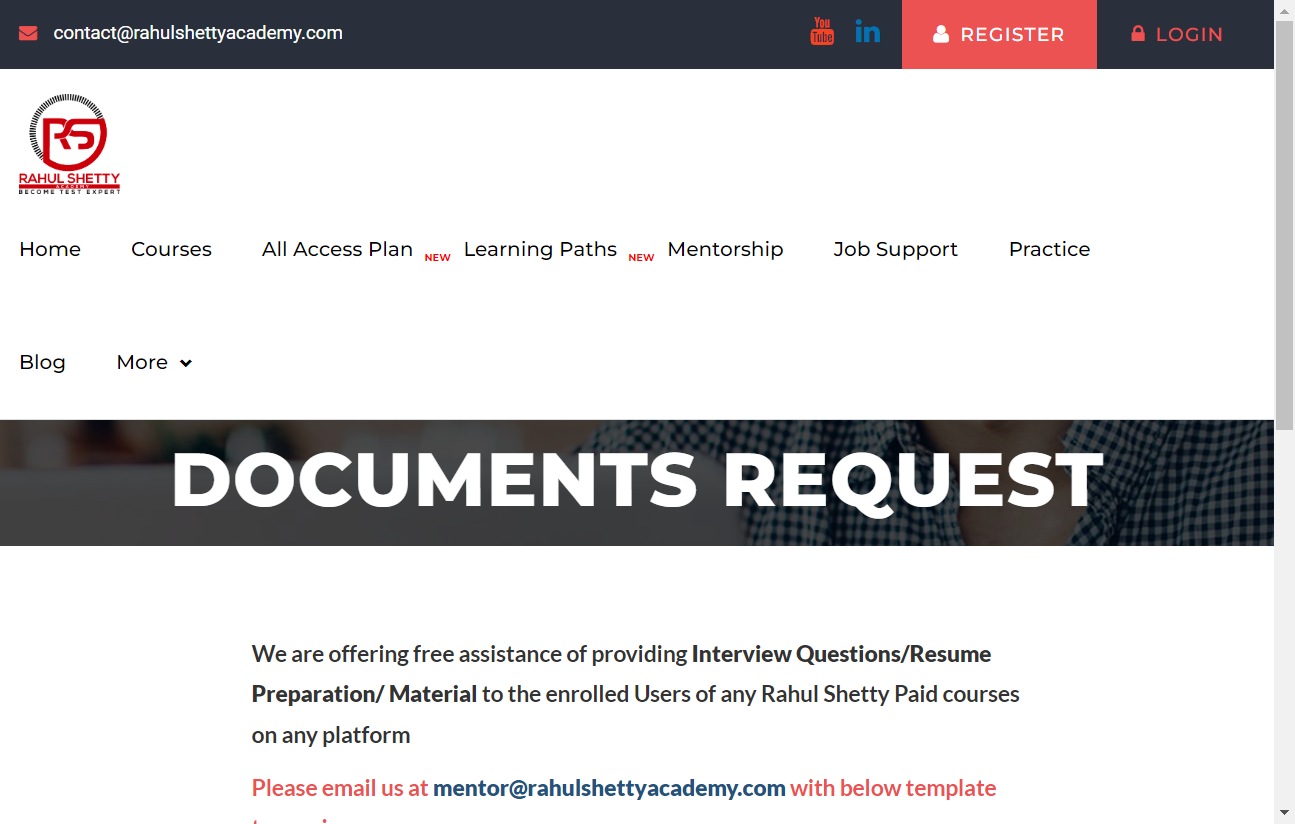 contact@rahulshettyacademy.com
You Tube in REGISTER LOGIN
RS
RAHUL SHETTY
ACADEMY
BECOME TEST EXPERT
Home Courses All Access Plan NEW Learning Paths NEW Mentorship Job Support Practice
Blog More
DOCUMENTS REQUEST
We are offering free assistance of providing Interview Questions/Resume
Preparation/ Material to the enrolled Users of any Rahul Shetty Paid courses
on any platform
Please email us at mentor@rahulshettyacademy.com with below template